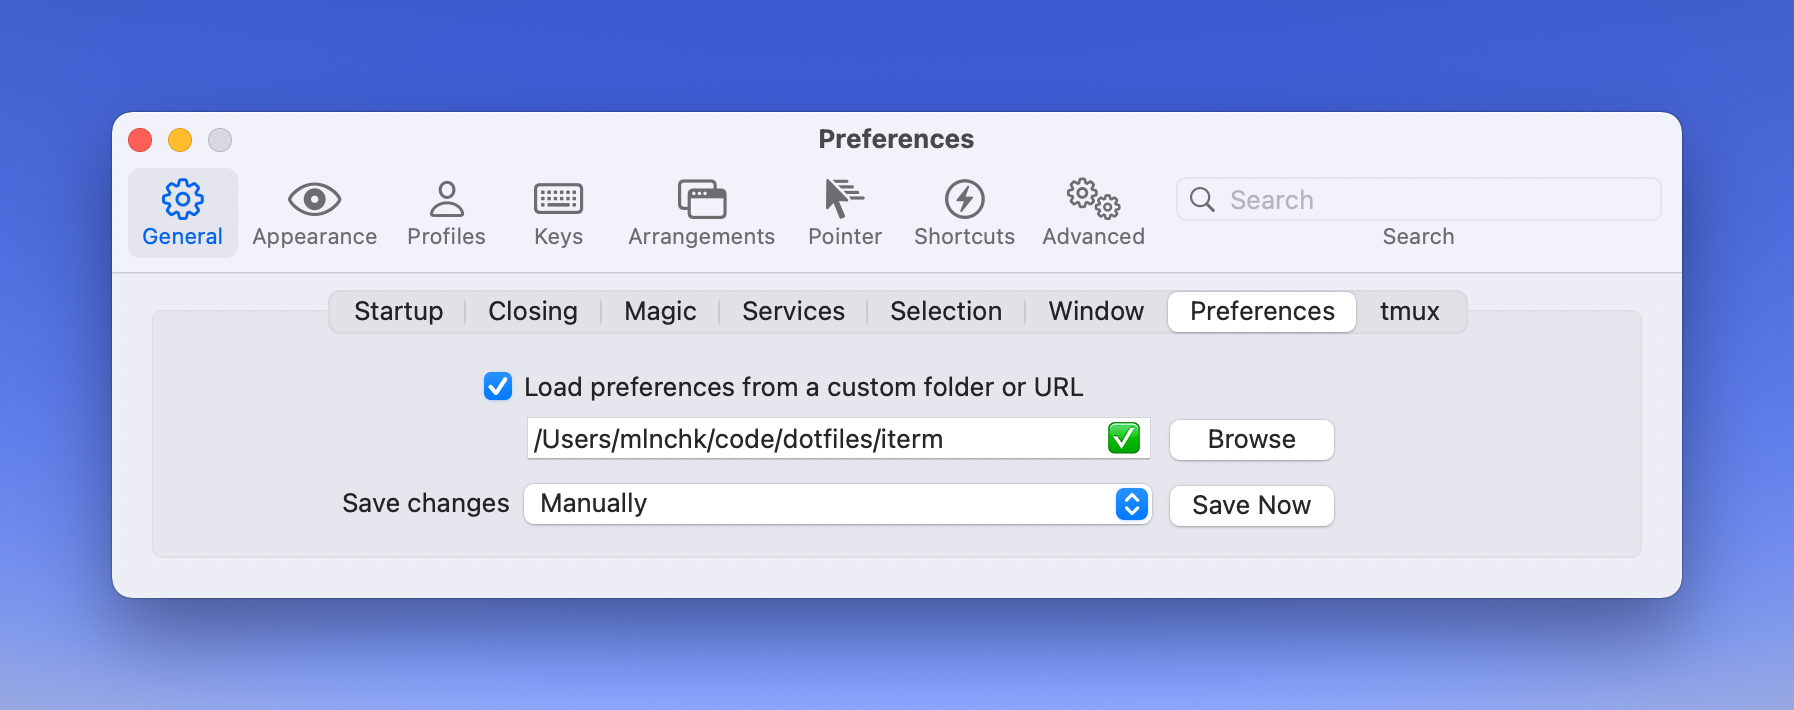 Preferences
General Appearance Profiles Keys Arrangements Pointer Shortcuts Advanced Search
Search
Startup Closing Magic Services Selection Window Preferences tmux
Load preferences from a custom folder or URL
/Users/mlnchk/code/dotfiles/iterm Browse
Save changes Manually Save Now